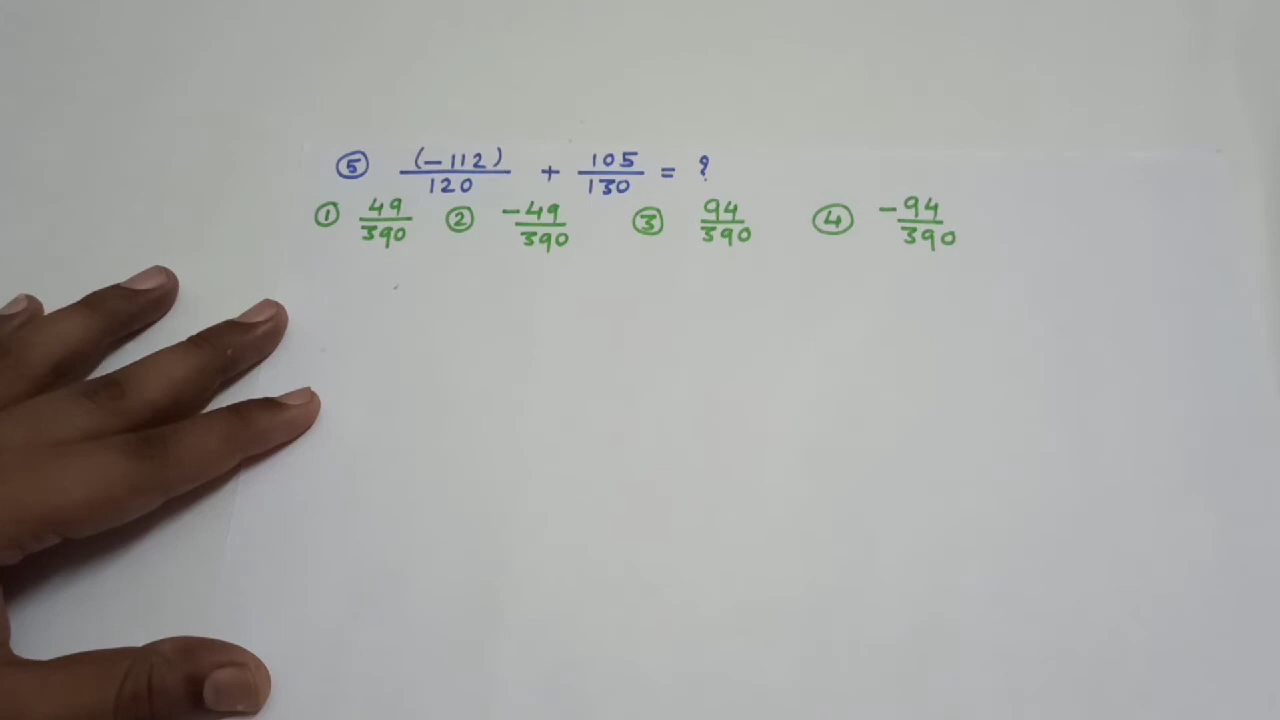 ⑤ (-112)/120 + 105/130 = ?
① 49/390 ② -49/390 ③ 94/390 ④ -94/390